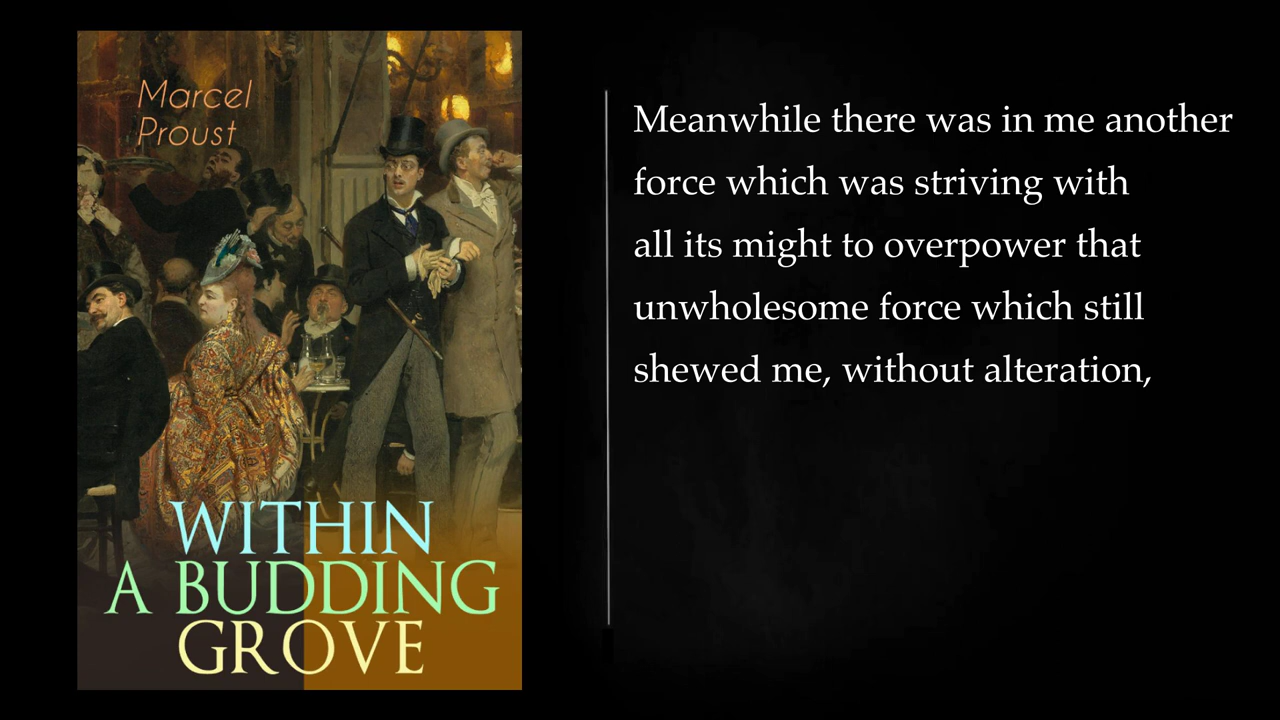 Marcel
Proust
WITHIN
A BUDDING
GROVE
Meanwhile there was in me another
force which was striving with
all its might to overpower that
unwholesome force which still
shewed me, without alteration,